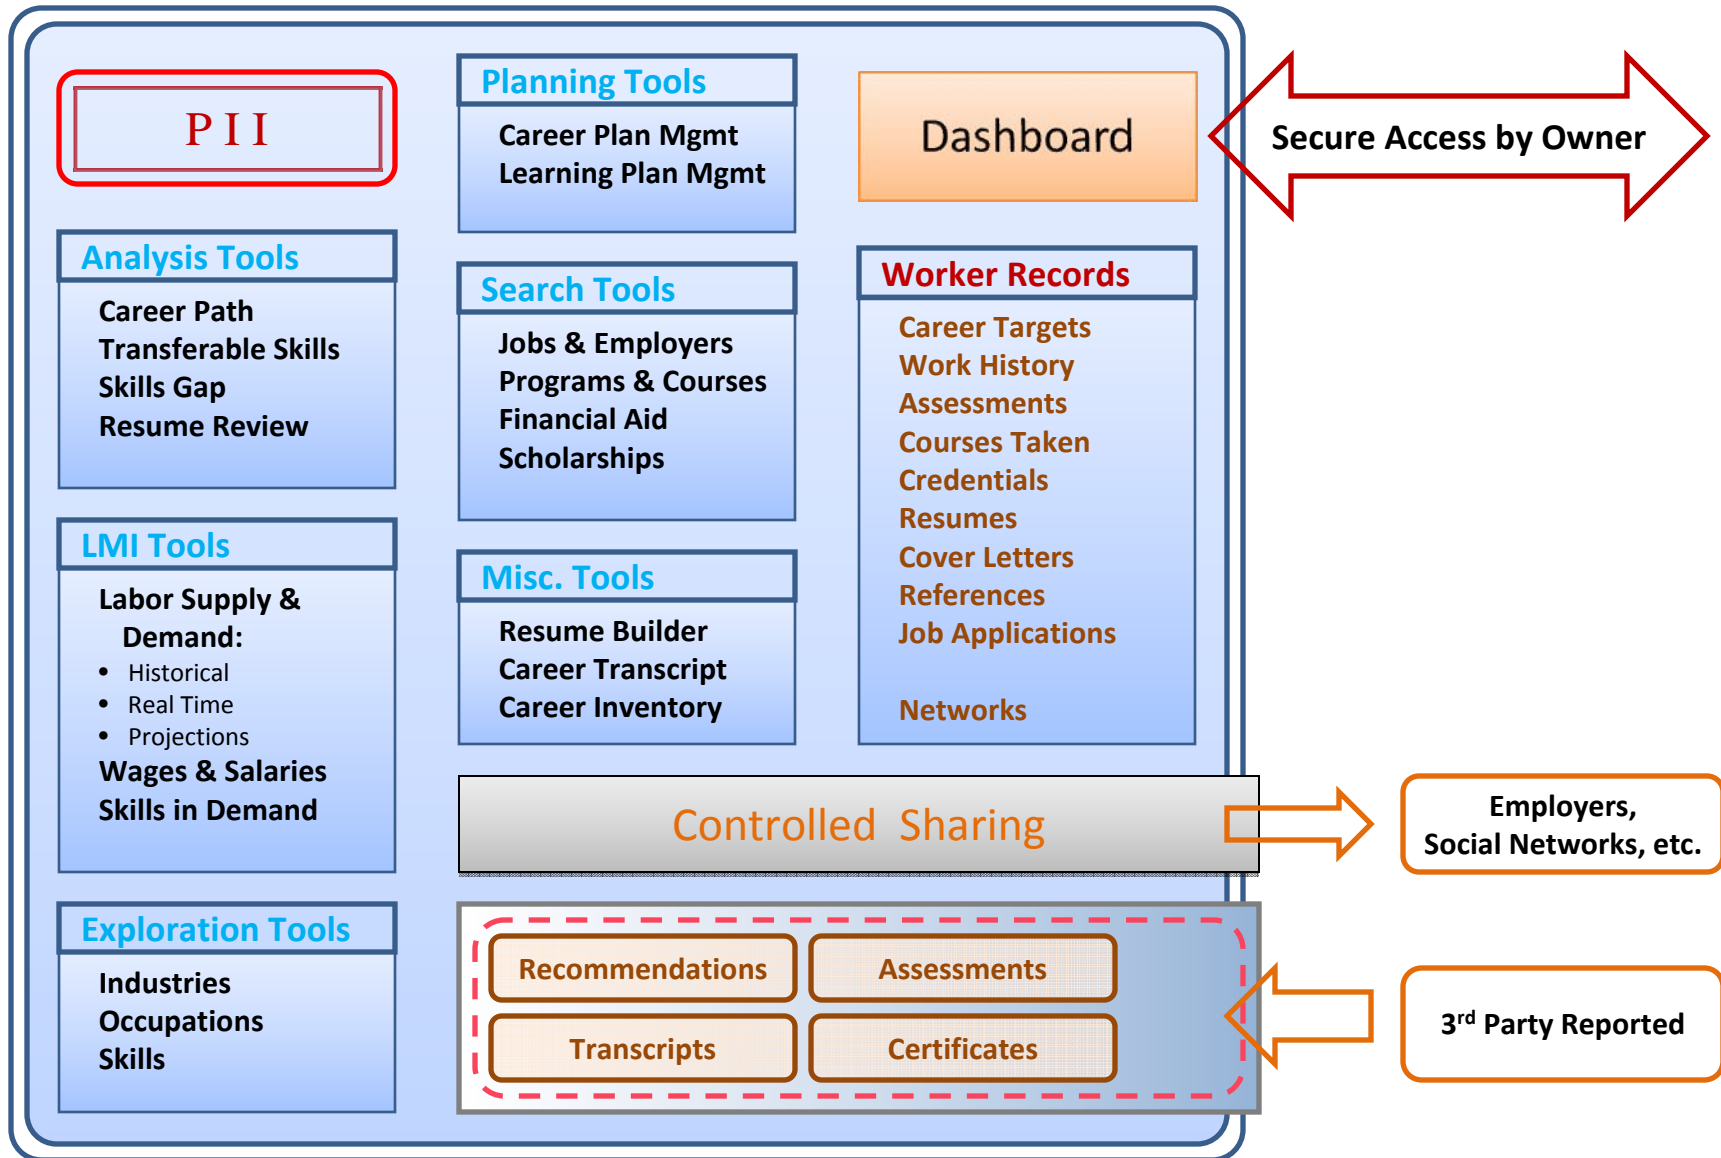 P I I
Analysis Tools
Career Path
Transferable Skills
Skills Gap
Resume Review
LMI Tools
Labor Supply &
Demand:
• Historical
• Real Time
• Projections
Wages & Salaries
Skills in Demand
Exploration Tools
Industries
Occupations
Skills
Planning Tools
Career Plan Mgmt
Learning Plan Mgmt
Search Tools
Jobs & Employers
Programs & Courses
Financial Aid
Scholarships
Misc. Tools
Resume Builder
Career Transcript
Career Inventory
Dashboard
Secure Access by Owner
Worker Records
Career Targets
Work History
Assessments
Courses Taken
Credentials
Resumes
Cover Letters
References
Job Applications
Networks
Controlled Sharing
Employers,
Social Networks, etc.
Recommendations
Assessments
Transcripts
Certificates
3rd Party Reported